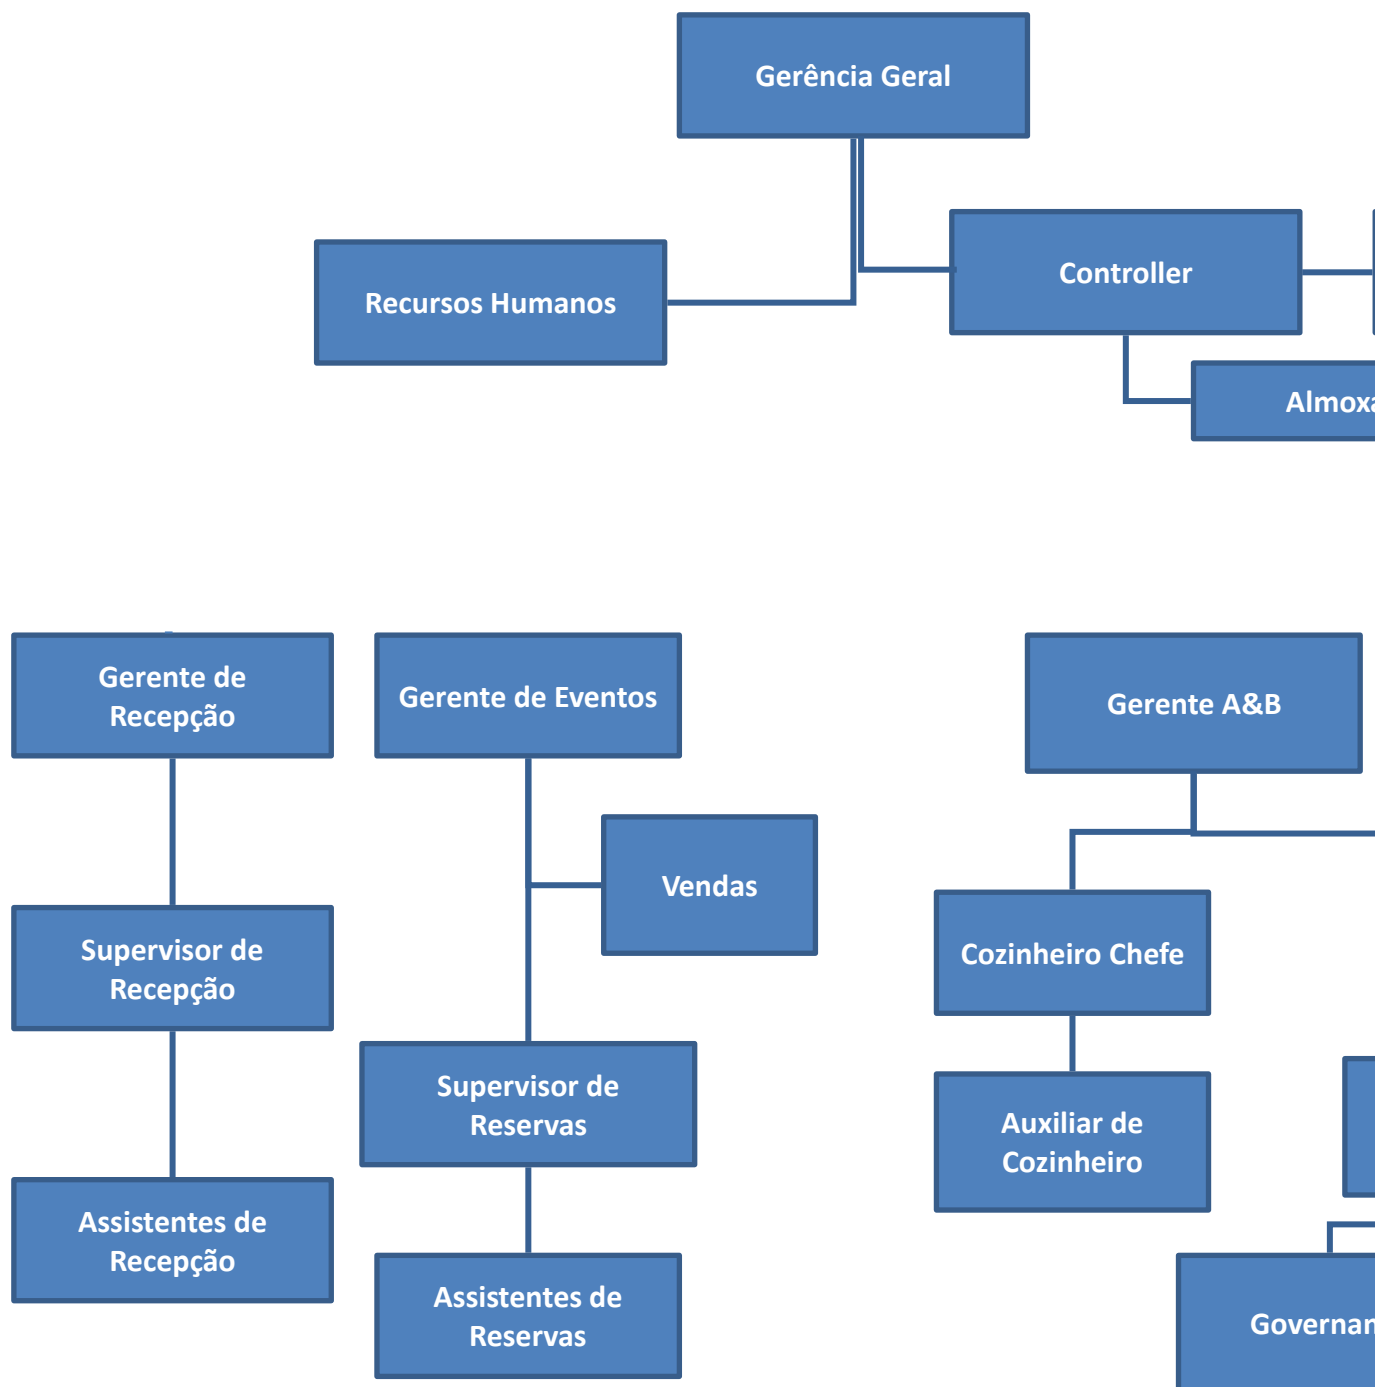 Gerência Geral
Controller
Recursos Humanos
Gerente de
Recepção
Gerente de Eventos
Gerente A&B
Vendas
Supervisor de
Recepção
Cozinheiro Chefe
Supervisor de
Reservas
Auxiliar de
Cozinheiro
Assistentes de
Recepção
Assistentes de
Reservas